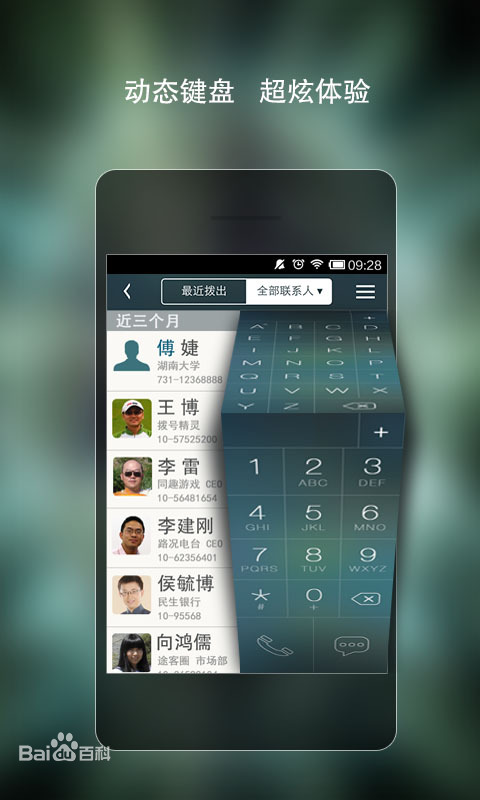 动态键盘 超炫体验
09:28
最近拨出 全部联系人▼
近三个月
傅 婕
湖南大学
731-12368888
王 博
拨号精灵
10-57525200
李 雷
同趣游戏 CEO
10-56481654
李建刚
路况电台 CEO
10-62356401
侯毓博
民生银行
10-95568
向鸿儒
途客圈 市场部
A B C D
E F G H
I J K L
M N O P
Q R S T
U V W X
Y Z
+
1 2 3
ABC DEF
4 5 6
GHI JKL MNO
7 8 9
PQRS TUV WXYZ
* 0
# +
Baidu百科